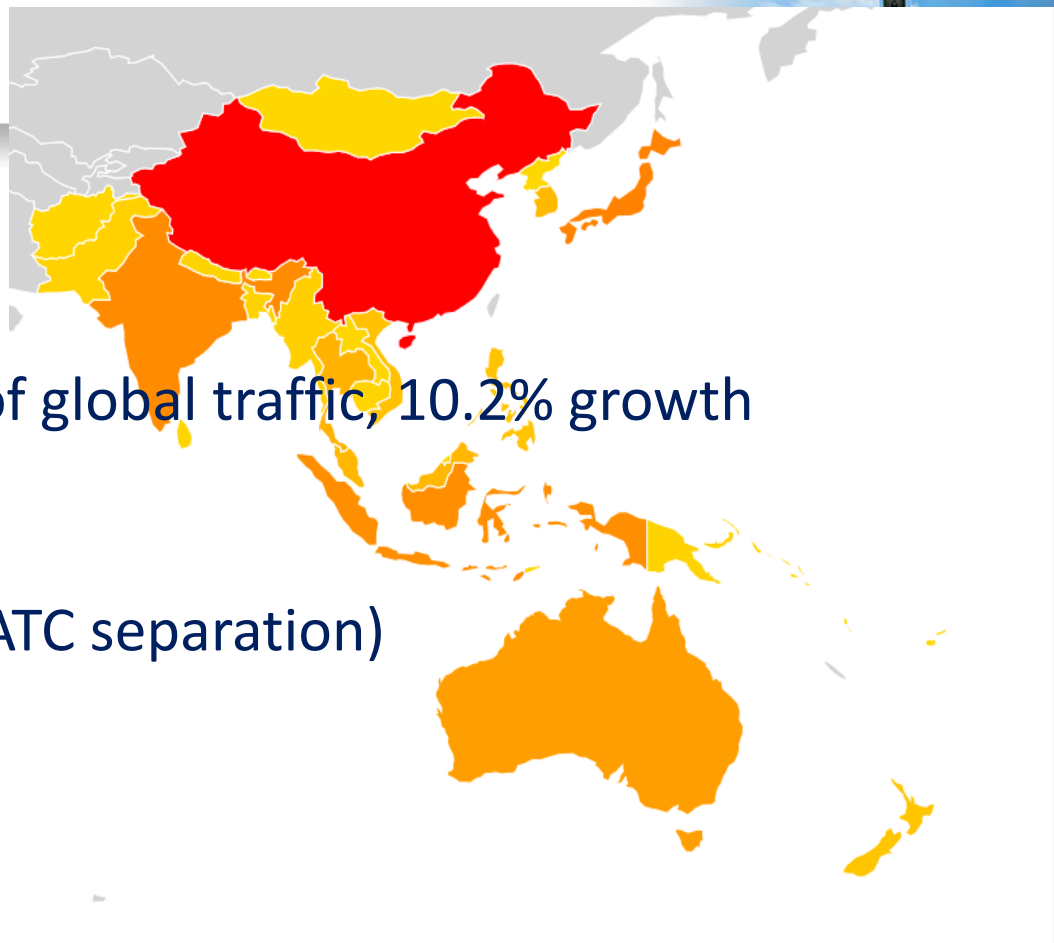 of global traffic, 10.2% growth
ATC separation)